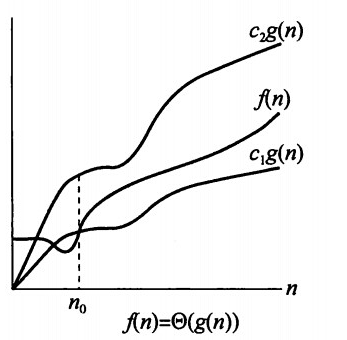 c₂g(n)
f(n)
c₁g(n)
n
n₀
f(n)=Θ(g(n))